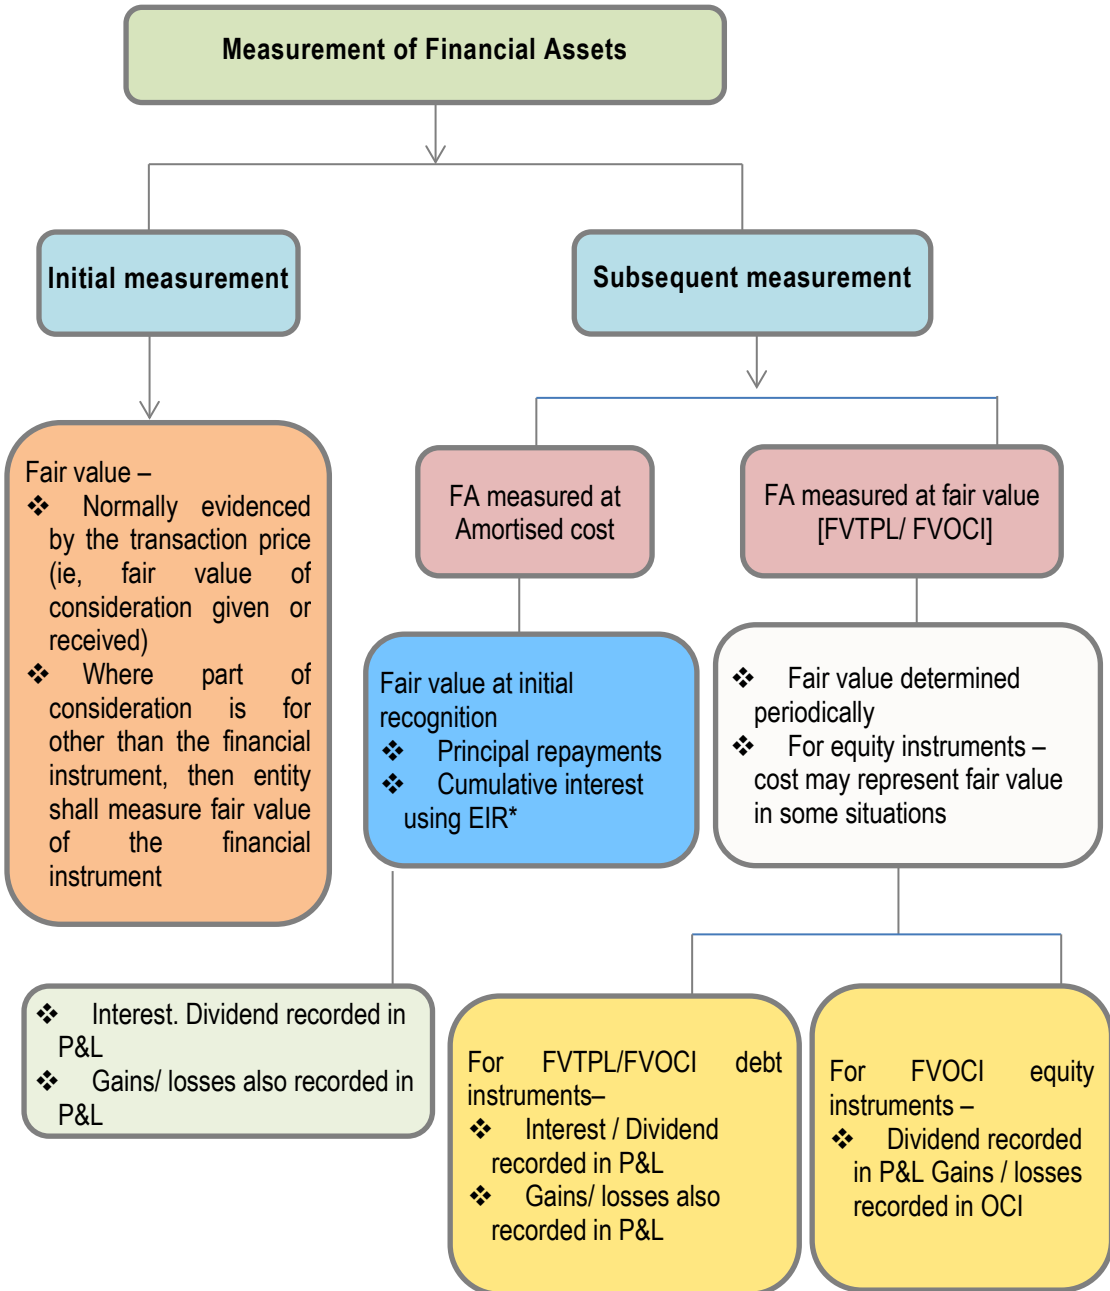 Measurement of Financial Assets
Initial measurement
Subsequent measurement
Fair value –
❖ Normally evidenced
by the transaction price
(ie, fair value of
consideration given or
received)
❖ Where part of
consideration is for
other than the financial
instrument, then entity
shall measure fair value
of the financial
instrument
FA measured at
Amortised cost
FA measured at fair value
[FVTPL/ FVOCI]
Fair value at initial
recognition
❖ Principal repayments
❖ Cumulative interest
using EIR*
❖ Fair value determined
periodically
❖ For equity instruments –
cost may represent fair value
in some situations
❖ Interest. Dividend recorded in
P&L
❖ Gains/ losses also recorded in
P&L
For FVTPL/FVOCI debt
instruments–
❖ Interest / Dividend
recorded in P&L
❖ Gains/ losses also
recorded in P&L
For FVOCI equity
instruments –
❖ Dividend recorded
in P&L Gains / losses
recorded in OCI